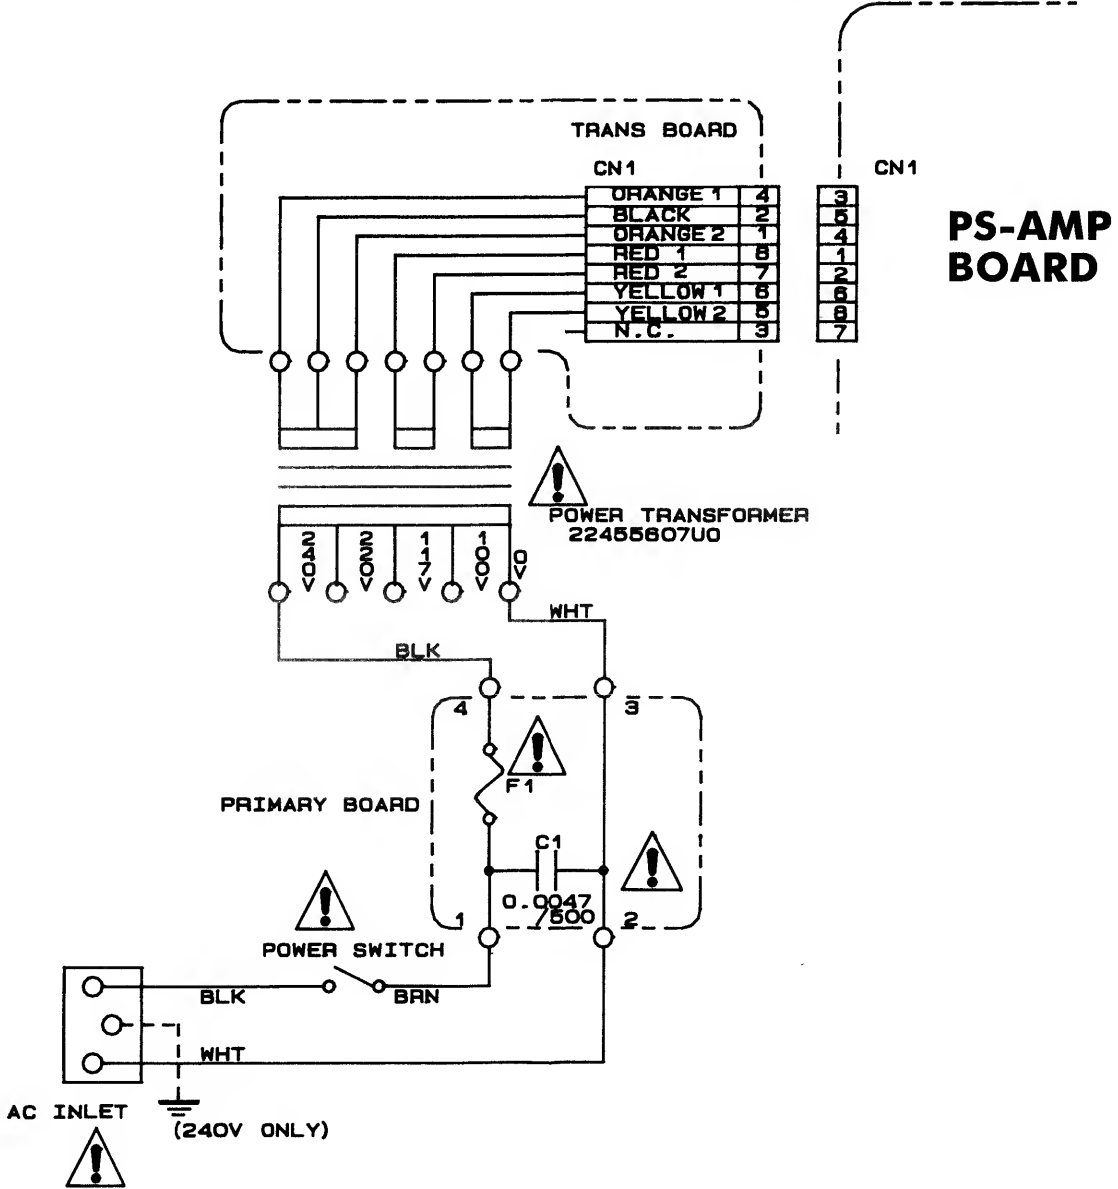 TRANS BOARD
CN1
CN1
ORANGE 1 4
BLACK 2
ORANGE 2 1
RED 1 8
RED 2 7
YELLOW 1 6
YELLOW 2 5
N.C. 3
3
5
4
1
2
6
8
7
PS-AMP
BOARD
POWER TRANSFORMER
22455607U0
240V
220V
117V
100V
0V
WHT
BLK
4
3
F1
PRIMARY BOARD
C1
0.0047
/500
1
2
POWER SWITCH
BLK
BRN
WHT
AC INLET
(240V ONLY)